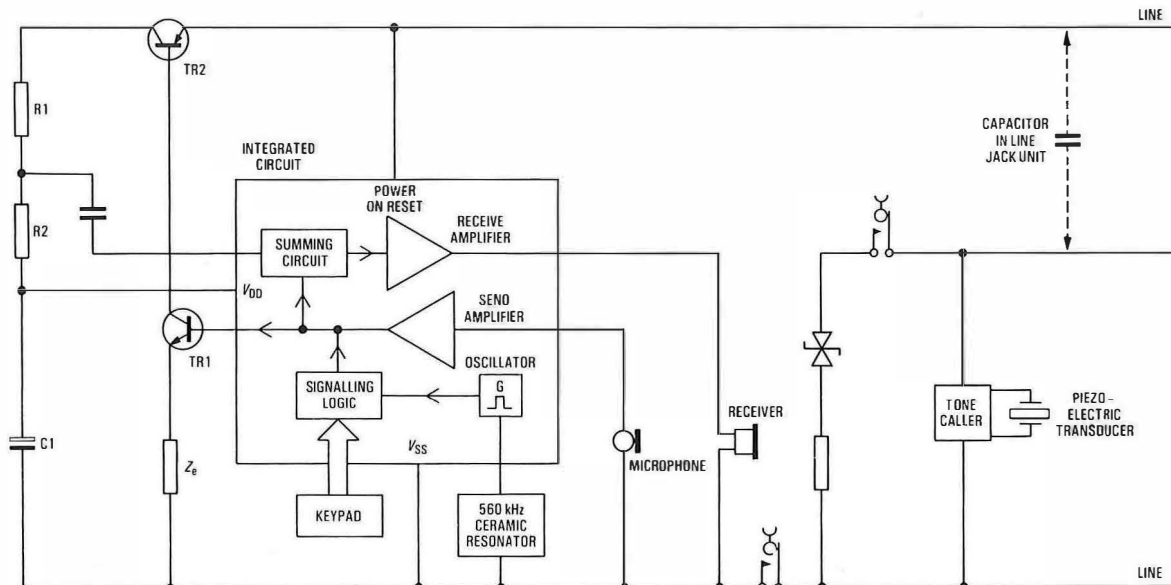 LINE
TR2
R1
CAPACITOR
IN LINE
JACK UNIT
INTEGRATED
CIRCUIT
POWER
ON RESET
RECEIVE
AMPLIFIER
R2
SUMMING
CIRCUIT
VDD
SEND
AMPLIFIER
TR1
OSCILLATOR
SIGNALLING
LOGIC
G
RECEIVER
TONE
CALLER
PIEZO-
ELECTRIC
TRANSDUCER
C1
Ze
VSS
MICROPHONE
KEYPAD
560 kHz
CERAMIC
RESONATOR
LINE